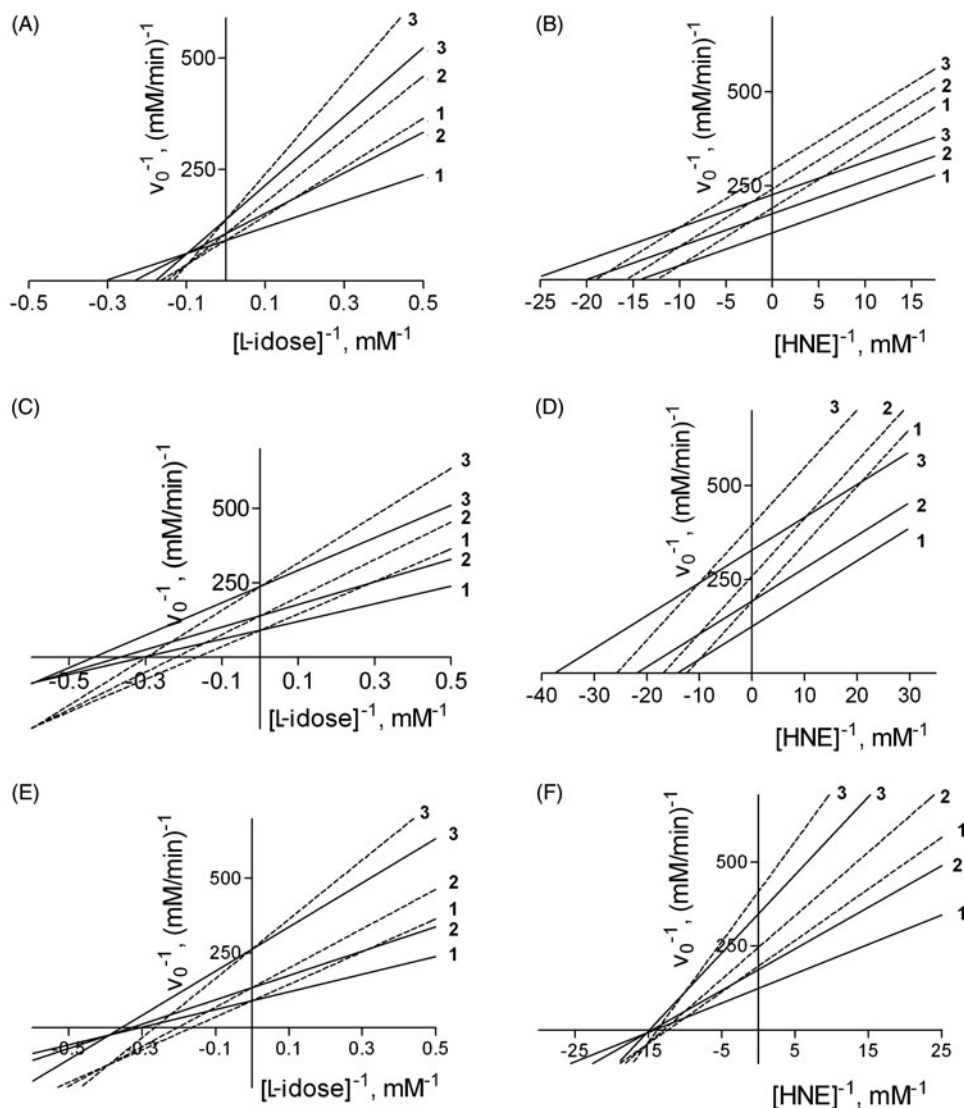 (A)
v₀⁻¹, (mM/min)⁻¹
500
250
3
3
2
1
2
1
-0.5 -0.3 -0.1 0.1 0.3 0.5
[L-idose]⁻¹, mM⁻¹
(B)
v₀⁻¹, (mM/min)⁻¹
500
250
3
2
1
3
2
1
-25 -20 -15 -10 -5 0 5 10 15
[HNE]⁻¹, mM⁻¹
(C)
v₀⁻¹, (mM/min)⁻¹
500
250
3
3
2
1
2
1
-0.5 -0.3 -0.1 0.1 0.3 0.5
[L-idose]⁻¹, mM⁻¹
(D)
v₀⁻¹, (mM/min)⁻¹
500
250
3 2
1
3
2
1
-40 -30 -20 -10 0 10 20 30
[HNE]⁻¹, mM⁻¹
(E)
v₀⁻¹, (mM/min)⁻¹
500
250
3
3
2
1
2
1
-0.5 -0.3 -0.1 0.1 0.3 0.5
[L-idose]⁻¹, mM⁻¹
(F)
v₀⁻¹, (mM/min)⁻¹
500
250
3 3 2
1
2
1
-25 -15 -5 5 15 25
[HNE]⁻¹, mM⁻¹